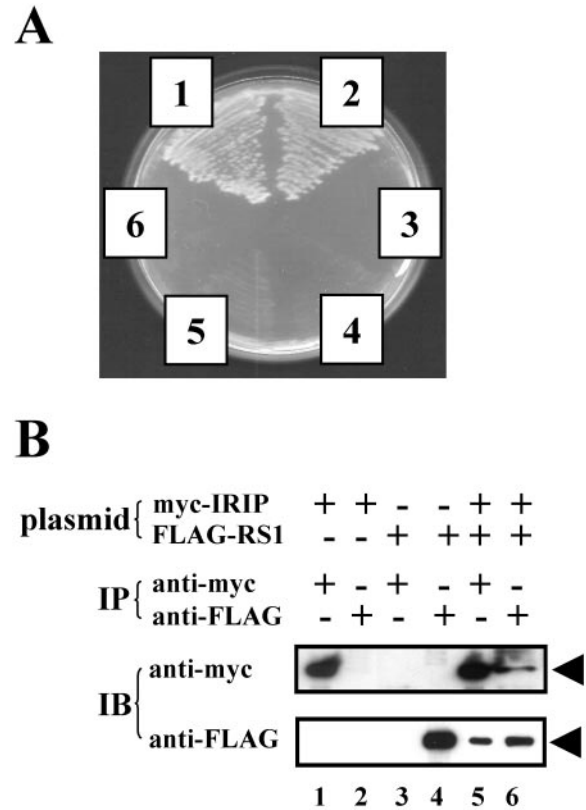 A
1 2
6 3
5 4
B
plasmid myc-IRIP + + - - + +
FLAG-RS1 - - + + + +
IP anti-myc + - + - + -
anti-FLAG - + - + - +
IB anti-myc
anti-FLAG
1 2 3 4 5 6